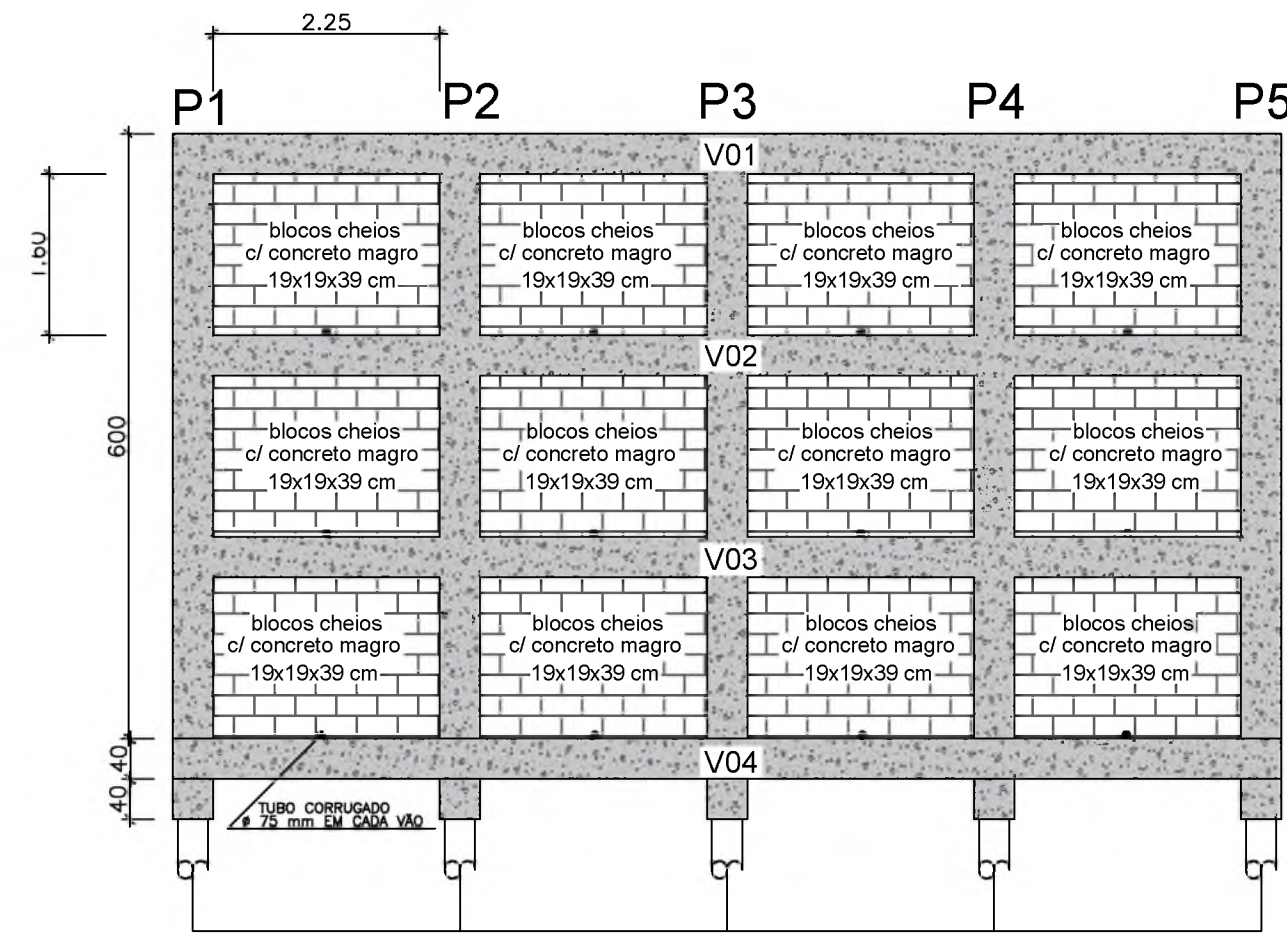 2.25
P1 P2 P3 P4 P5
V01
1.60
blocos cheios
c/ concreto magro
19x19x39 cm
blocos cheios
c/ concreto magro
19x19x39 cm
blocos cheios
c/ concreto magro
19x19x39 cm
blocos cheios
c/ concreto magro
19x19x39 cm
V02
600
blocos cheios
c/ concreto magro
19x19x39 cm
blocos cheios
c/ concreto magro
19x19x39 cm
blocos cheios
c/ concreto magro
19x19x39 cm
blocos cheios
c/ concreto magro
19x19x39 cm
V03
blocos cheios
c/ concreto magro
19x19x39 cm
blocos cheios
c/ concreto magro
19x19x39 cm
blocos cheios
c/ concreto magro
19x19x39 cm
blocos cheios
c/ concreto magro
19x19x39 cm
40
V04
40
TUBO CORRUGADO
ø 75 mm EM CADA VÃO